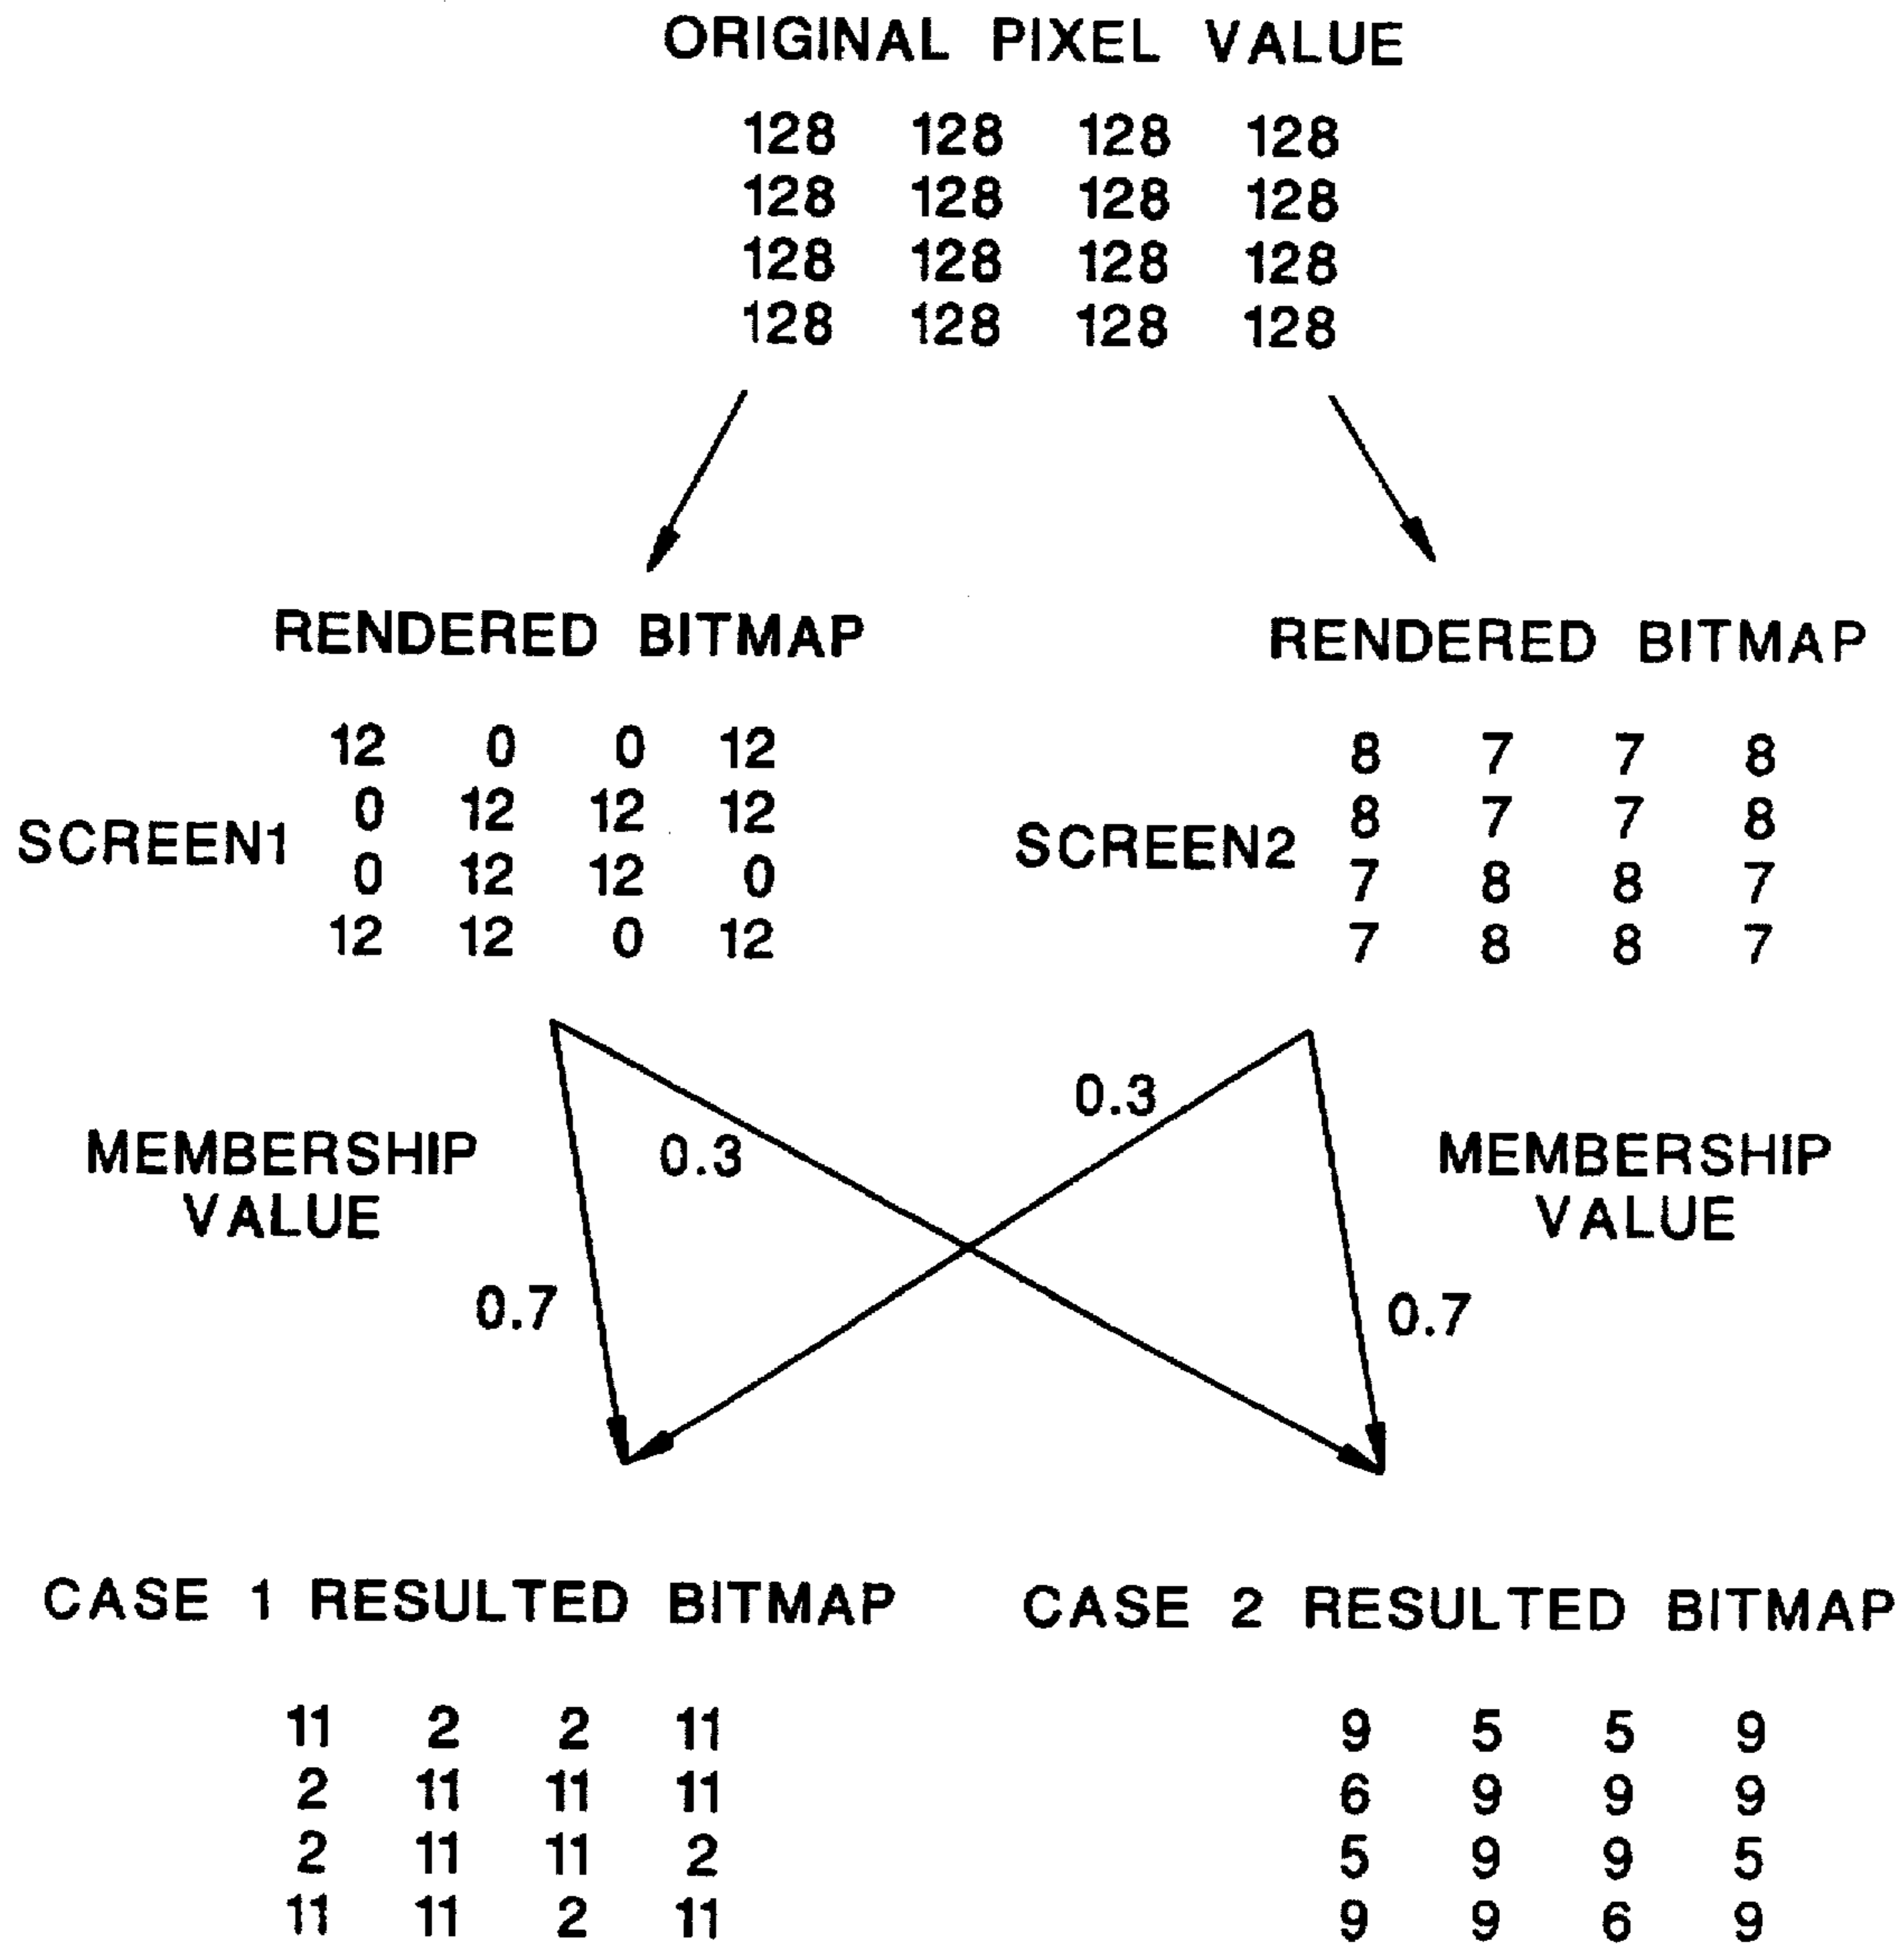 ORIGINAL PIXEL VALUE
128 128 128 128
128 128 128 128
128 128 128 128
128 128 128 128
RENDERED BITMAP
SCREEN1
12 0 0 12
0 12 12 12
0 12 12 0
12 12 0 12
RENDERED BITMAP
SCREEN2
8 7 7 8
8 7 7 8
7 8 8 7
7 8 8 7
MEMBERSHIP
VALUE
0.7
0.3
0.3
MEMBERSHIP
VALUE
0.7
CASE 1 RESULTED BITMAP
11 2 2 11
2 11 11 11
2 11 11 2
11 11 2 11
CASE 2 RESULTED BITMAP
9 5 5 9
6 9 9 9
5 9 9 5
9 9 6 9